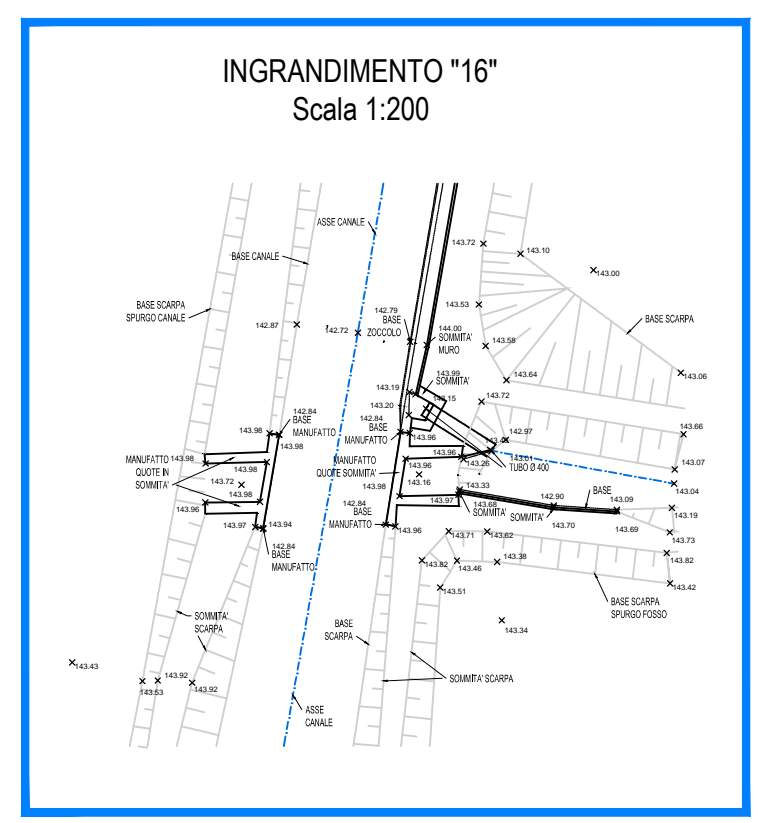 INGRANDIMENTO "16"
Scala 1:200
ASSE CANALE
143.72
143.10
BASE CANALE
143.00
BASE SCARPA
SPURGO CANALE
142.79
143.53
BASE SCARPA
142.87
142.72
BASE
ZOCCOLO
144.00
SOMMITA'
MURO
143.58
143.99
SOMMITA'
143.64
143.06
143.19
143.15
143.72
143.20
142.84
BASE
MANUFATTO
142.84
BASE
MANUFATTO
143.98
143.98
143.96
142.97
143.66
MANUFATTO
QUOTE IN
SOMMITA'
143.98
143.98
MANUFATTO
QUOTE SOMMITA'
143.96
143.96
143.26
143.01
TUBO Ø 400
143.07
143.72
143.16
143.04
143.98
143.98
143.96
143.97
143.33
143.68
SOMMITA'
142.90
BASE
143.09
143.19
142.84
BASE
MANUFATTO
SOMMITA'
143.70
143.69
143.97
143.94
143.96
143.71
143.62
143.73
142.84
BASE
MANUFATTO
143.82
143.46
143.38
143.82
143.51
143.42
BASE SCARPA
SPURGO FOSSO
SOMMITA'
SCARPA
BASE
SCARPA
143.34
143.43
143.53
143.92
143.92
SOMMITA' SCARPA
ASSE
CANALE